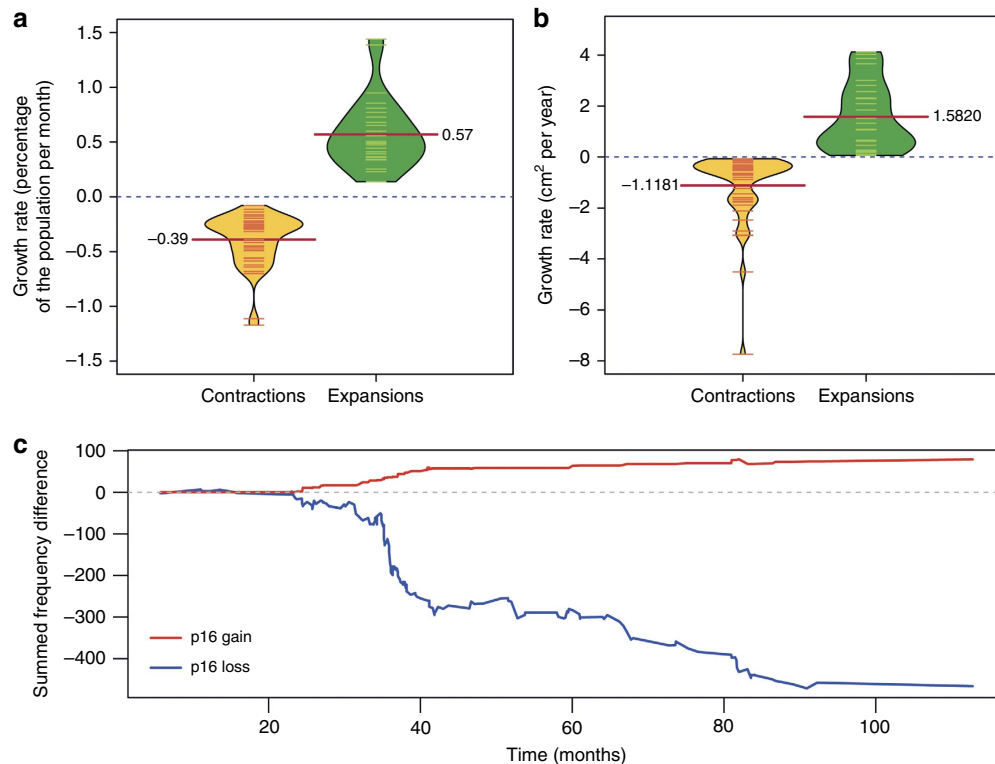 a
Growth rate (percentage
of the population per month)
1.5
1.0
0.5
0.0
−0.5
−1.0
−1.5
0.57
−0.39
Contractions
Expansions
b
Growth rate (cm² per year)
4
2
0
−2
−4
−6
−8
1.5820
−1.1181
Contractions
Expansions
c
Summed frequency difference
100
0
−100
−200
−300
−400
p16 gain
p16 loss
20
40
60
80
100
Time (months)